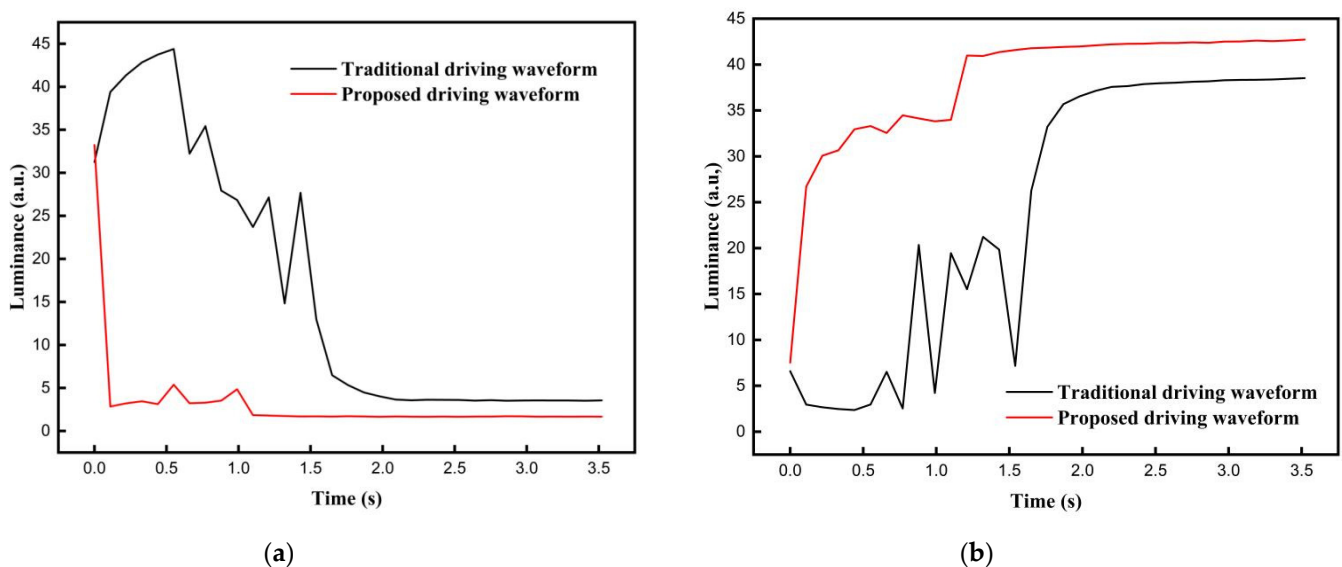 45
40
35
30
25
20
15
10
5
0
Luminance (a.u.)
Traditional driving waveform
Proposed driving waveform
0.0 0.5 1.0 1.5 2.0 2.5 3.0 3.5
Time (s)
(a)
45
40
35
30
25
20
15
10
5
0
Luminance (a.u,)
Traditional driving waveform
Proposed driving waveform
0.0 0.5 1.0 1.5 2.0 2.5 3.0 3.5
Time (s)
(b)